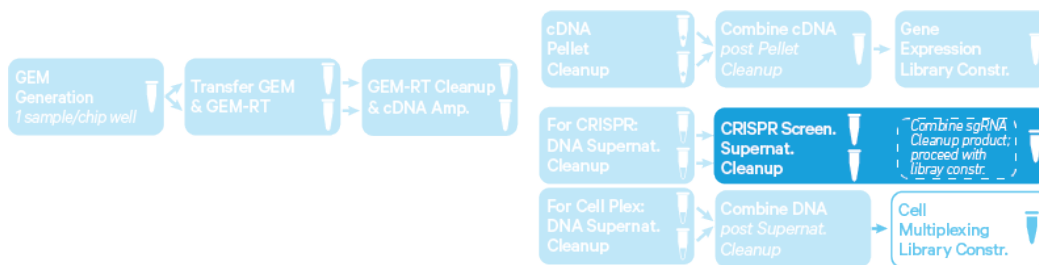 GEM
Generation
1 sample/chip well
Transfer GEM
& GEM-RT
GEM-RT Cleanup
& cDNA Amp.
cDNA
Pellet
Cleanup
Combine cDNA
post Pellet
Cleanup
Gene
Expression
Library Constr.
For CRISPR:
DNA Supernat.
Cleanup
CRISPR Screen.
Supernat.
Cleanup
Combine sgRNA
Cleanup product;
proceed with
libray constr.
For Cell Plex:
DNA Supernat.
Cleanup
Combine DNA
post Supernat.
Cleanup
Cell
Multiplexing
Library Constr.